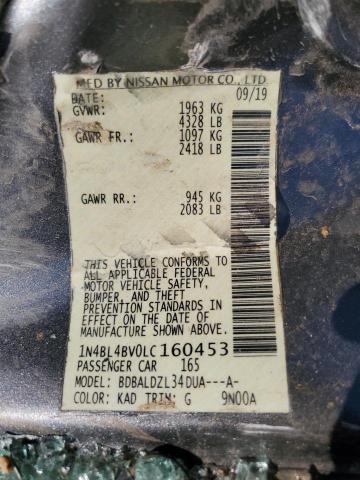 MFD BY NISSAN MOTOR CO., LTD.
DATE: 09/19
GVWR: 1963 KG
4328 LB
GAWR FR.: 1097 KG
2418 LB
GAWR RR.: 945 KG
2083 LB
THIS VEHICLE CONFORMS TO
ALL APPLICABLE FEDERAL
MOTOR VEHICLE SAFETY,
BUMPER, AND THEFT
PREVENTION STANDARDS
IN EFFECT ON THE DATE OF
MANUFACTURE SHOWN ABOVE.
1N4BL4BV0LC160453
PASSENGER CAR 165
MODEL: BDBALDZL34DUA---A-
COLOR: KAD TRIM: G 9N00A